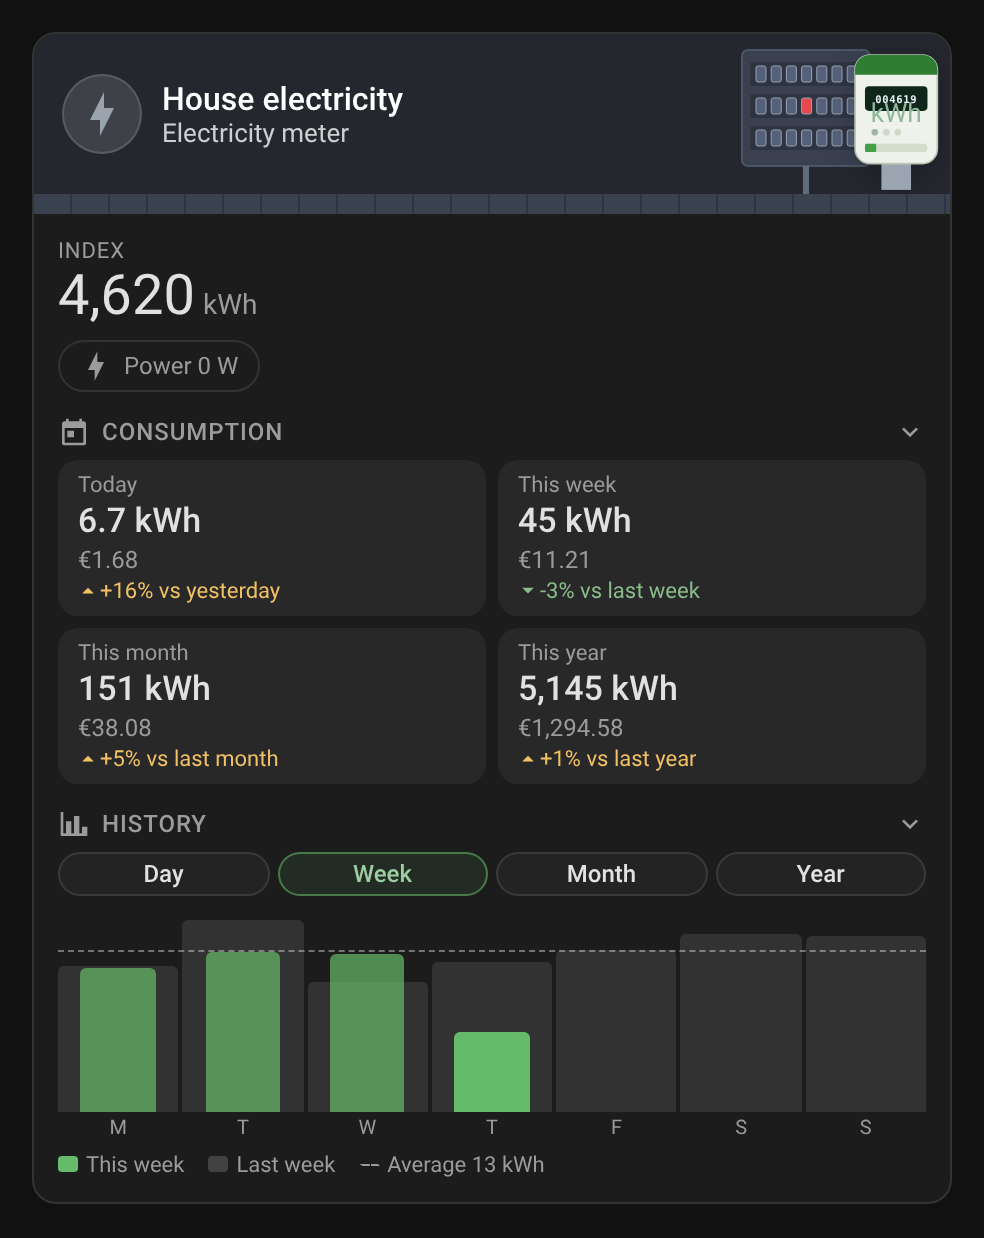 House electricity
Electricity meter
004619
kWh
INDEX
4,620 kWh
Power 0 W
CONSUMPTION
Today
6.7 kWh
€1.68
+16% vs yesterday
This week
45 kWh
€11.21
-3% vs last week
This month
151 kWh
€38.08
+5% vs last month
This year
5,145 kWh
€1,294.58
+1% vs last year
HISTORY
Day Week Month Year
M T W T F S S
This week Last week Average 13 kWh